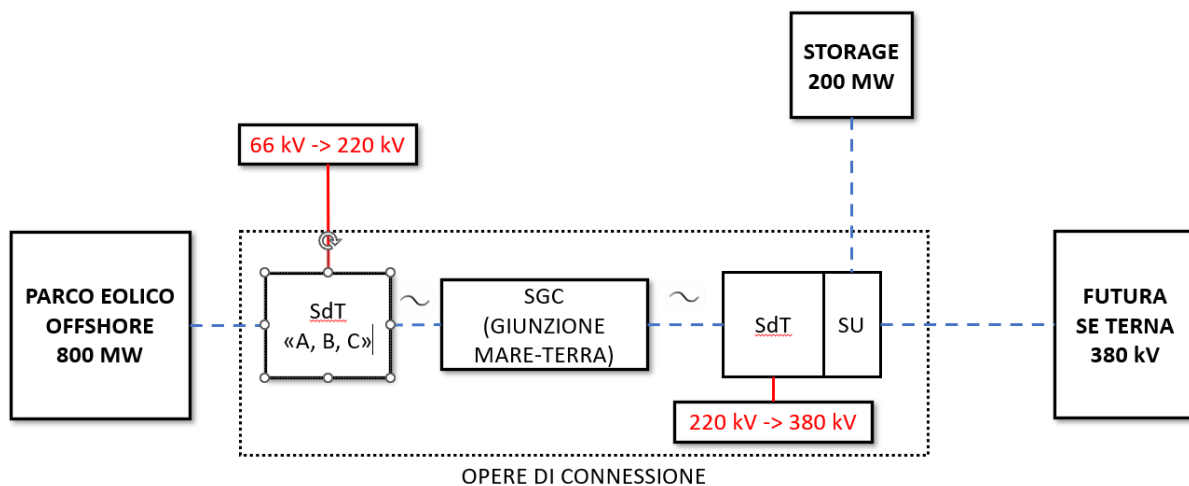 STORAGE
200 MW
66 kV -> 220 kV
PARCO EOLICO
OFFSHORE
800 MW
SdT
«A, B, C»
SGC
(GIUNZIONE
MARE-TERRA)
SdT
SU
FUTURA
SE TERNA
380 kV
220 kV -> 380 kV
OPERE DI CONNESSIONE